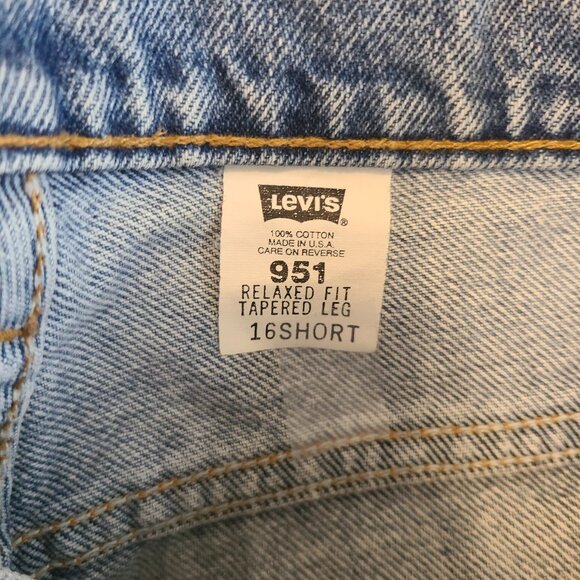 LEVI'S ®
100% COTTON
MADE IN U.S.A.
CARE ON REVERSE
951
RELAXED FIT
TAPERED LEG
16SHORT